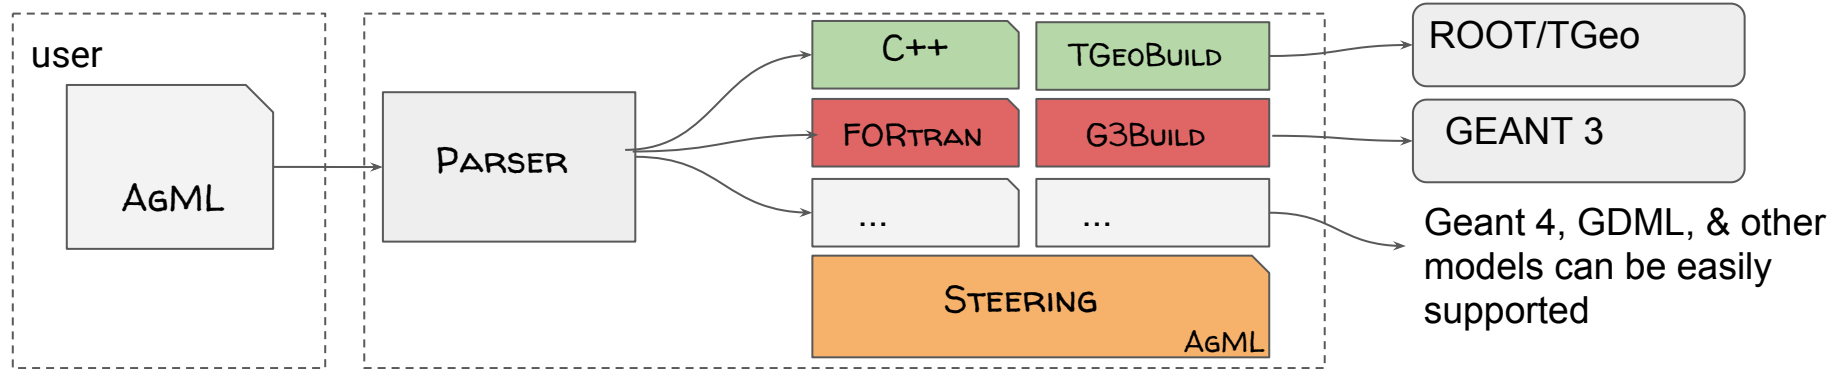 user
AgML
Parser
C++
TGeoBuild
ROOT/TGeo
FORtran
G3Build
GEANT 3
...
...
Geant 4, GDML, & other
models can be easily
supported
Steering
AgML